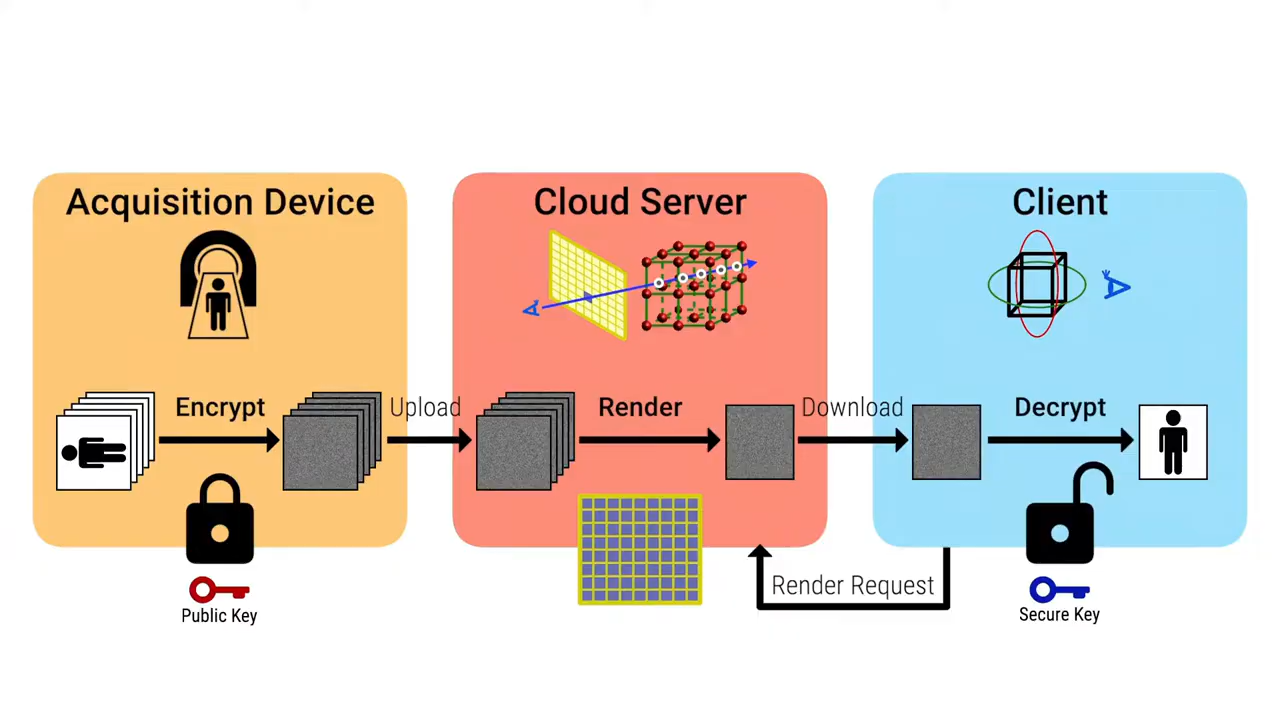 Acquisition Device
Cloud Server
Client
Encrypt
Upload
Render
Download
Decrypt
Render Request
Public Key
Secure Key